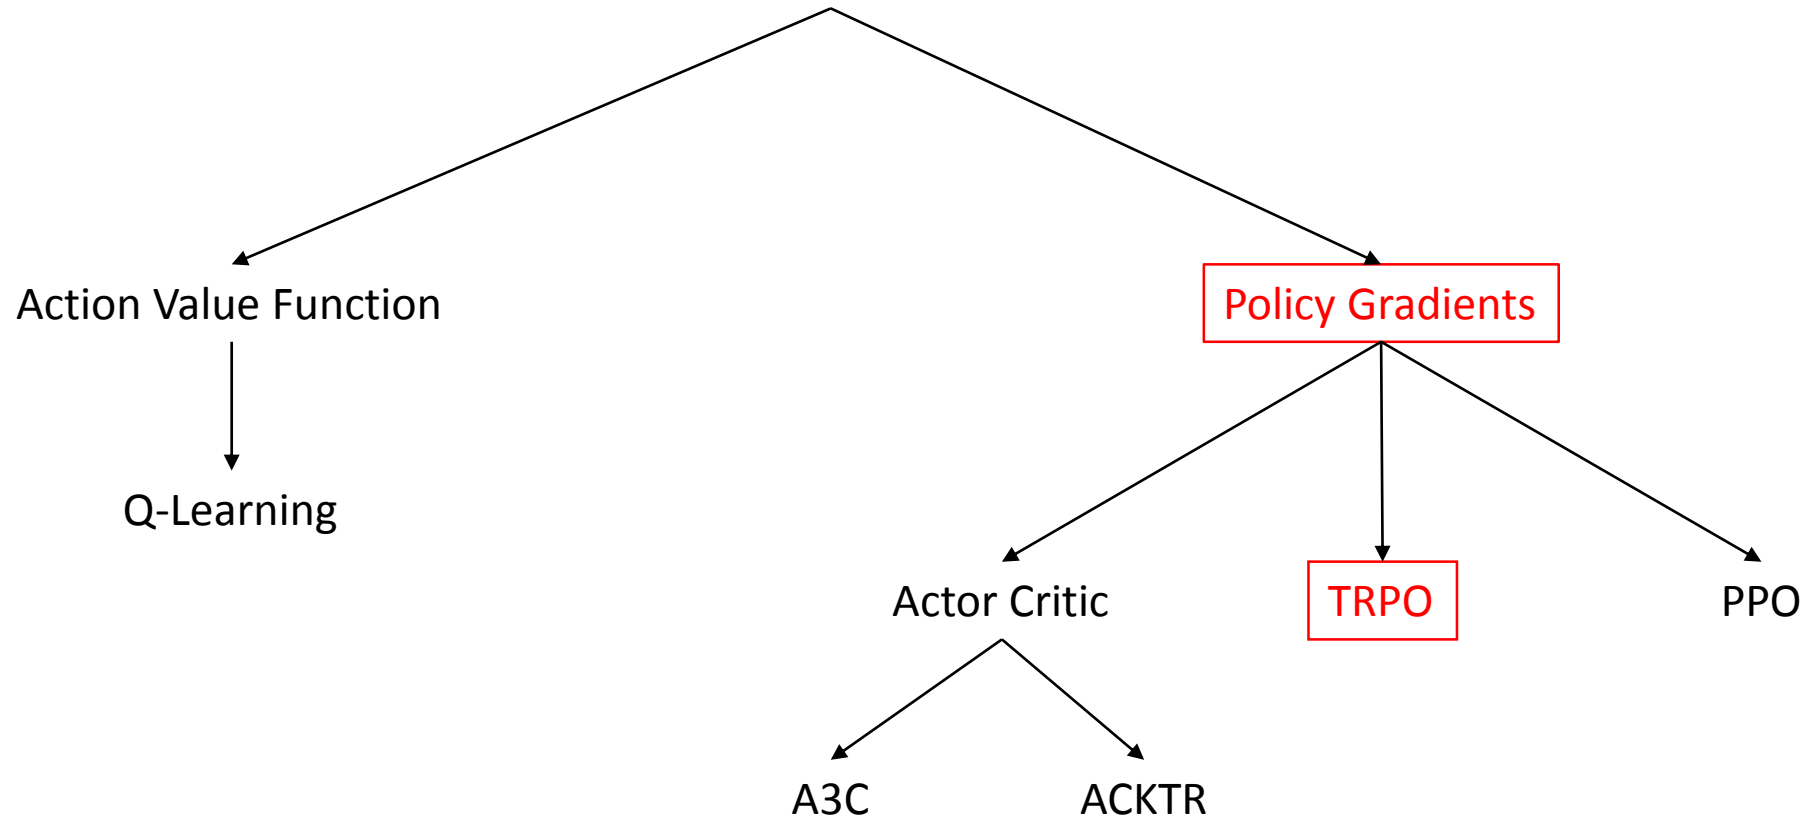 Action Value Function
Policy Gradients
Q-Learning
Actor Critic
TRPO
PPO
A3C
ACKTR